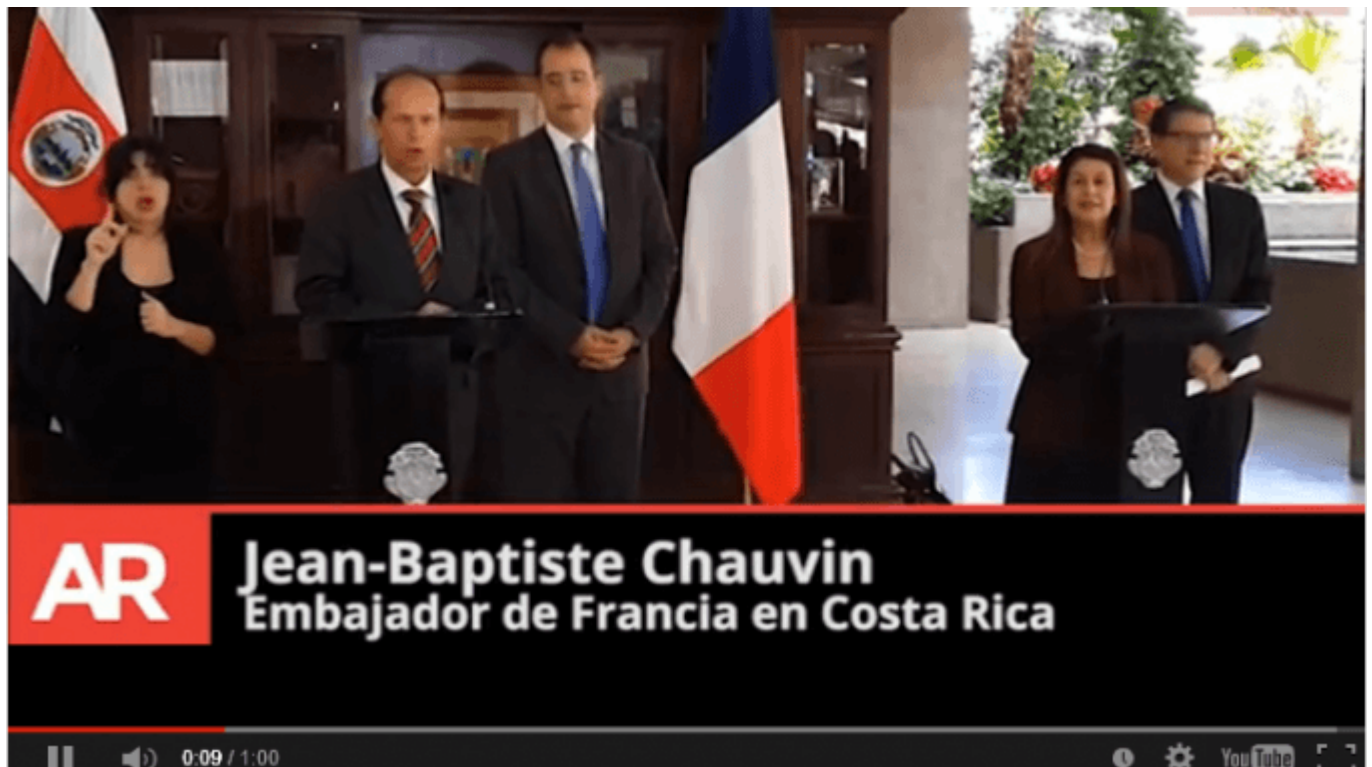 AR
Jean-Baptiste Chauvin
Embajador de Francia en Costa Rica
0:09 / 1:00
YouTube